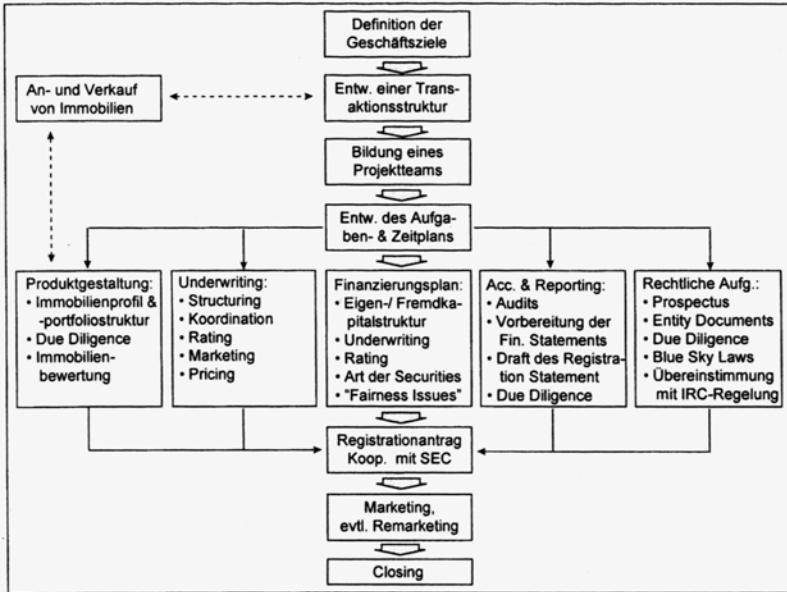 Definition der
Geschäftsziele
An- und Verkauf
von Immobilien
Entw. einer Trans-
aktionsstruktur
Bildung eines
Projektteams
Entw. des Aufga-
ben- & Zeitplans
Produktgestaltung:
• Immobilienprofil &
-portfoliostruktur
• Due Diligence
• Immobilien-
bewertung
Underwriting:
• Structuring
• Koordination
• Rating
• Marketing
• Pricing
Finanzierungsplan:
• Eigen-/ Fremdka-
pitalstruktur
• Underwriting
• Rating
• Art der Securities
• "Fairness Issues"
Acc. & Reporting:
• Audits
• Vorbereitung der
Fin. Statements
• Draft des Registra-
tion Statement
• Due Diligence
Rechtliche Aufg.:
• Prospectus
• Entity Documents
• Due Diligence
• Blue Sky Laws
• Übereinstimmung
mit IRC-Regelung
Registrationantrag
Koop. mit SEC
Marketing,
evtl. Remarketing
Closing